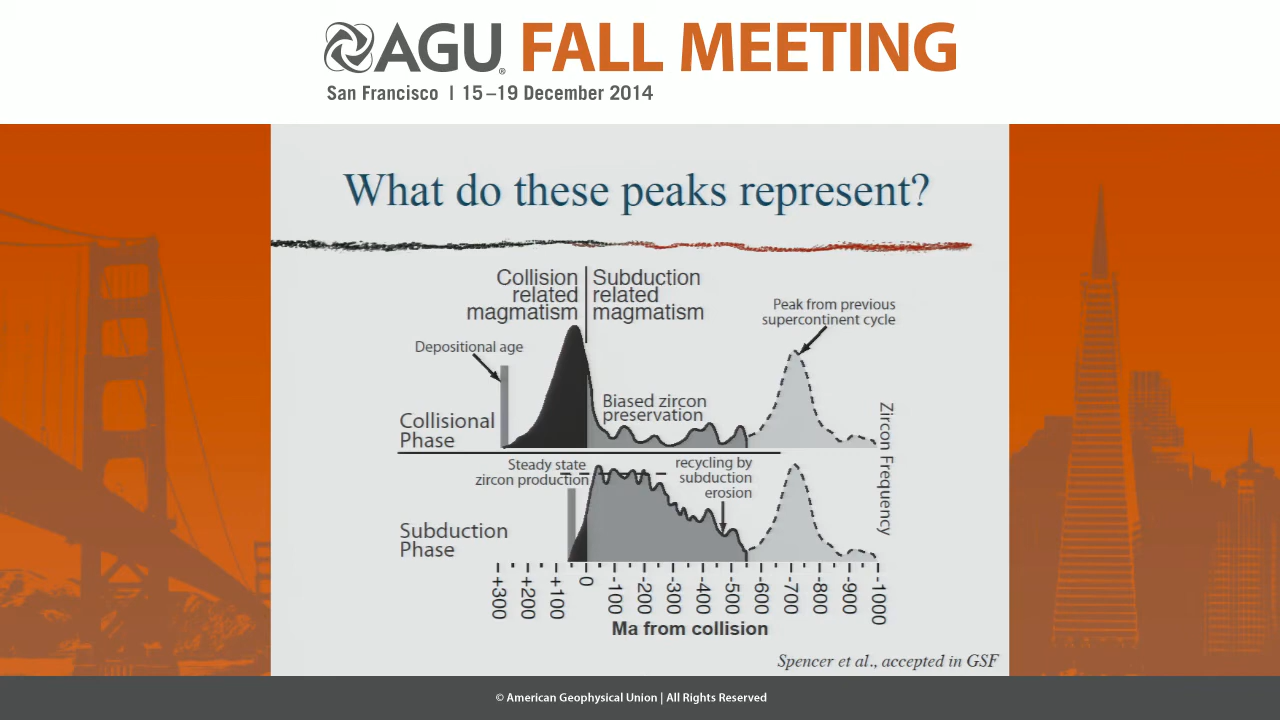 AGU® FALL MEETING
San Francisco | 15–19 December 2014
What do these peaks represent?
Collision
related
magmatism
Subduction
related
magmatism
Peak from previous
supercontinent cycle
Depositional age
Biased zircon
preservation
Collisional
Phase
Zircon Frequency
Steady state
zircon production
recycling by
subduction
erosion
Subduction
Phase
+300 +200 +100 0 -100 -200 -300 -400 -500 -600 -700 -800 -900 -1000
Ma from collision
Spencer et al., accepted in GSF
© American Geophysical Union | All Rights Reserved